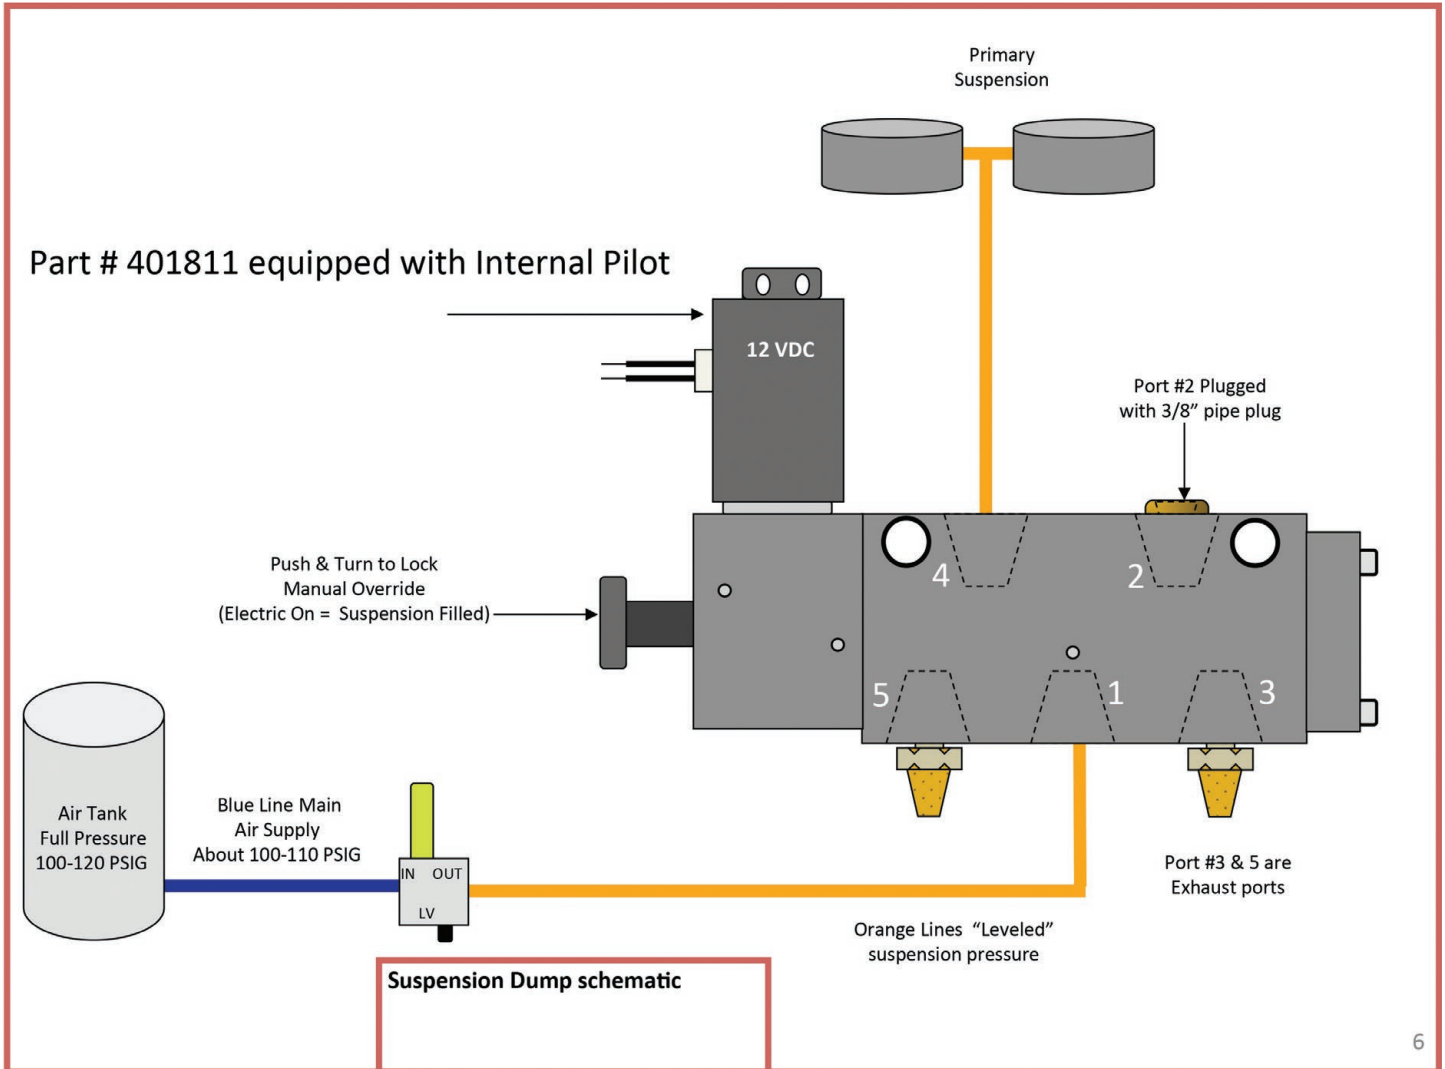 Primary
Suspension
Part # 401811 equipped with Internal Pilot
12 VDC
Port #2 Plugged
with 3/8” pipe plug
Push & Turn to Lock
Manual Override
(Electric On = Suspension Filled)
4
2
5
1
3
Air Tank
Full Pressure
100-120 PSIG
Blue Line Main
Air Supply
About 100-110 PSIG
IN OUT
LV
Port #3 & 5 are
Exhaust ports
Orange Lines “Leveled”
suspension pressure
Suspension Dump schematic
6